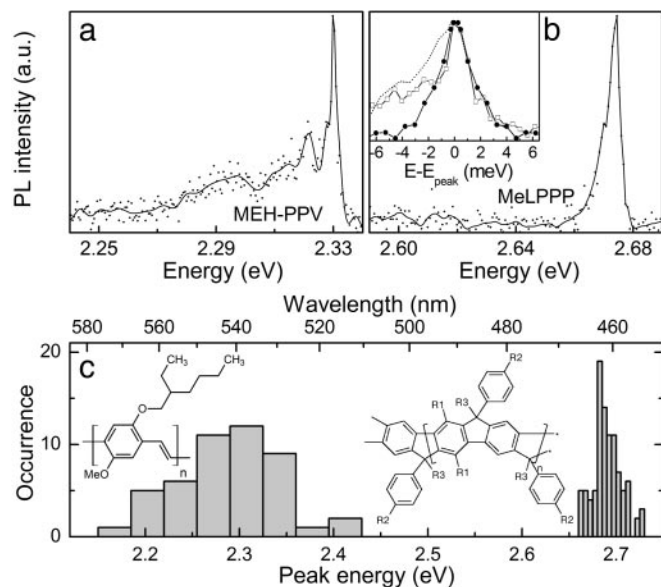 a
PL intensity (a.u.)
MEH-PPV
2.25 2.29 2.33
Energy (eV)
b
-6 -4 -2 0 2 4 6
E-E_peak (meV)
MeLPPP
2.60 2.64 2.68
Energy (eV)
Wavelength (nm)
580 560 540 520 500 480 460
c
Occurrence
20
10
0
CH₃
CH₃
O
MeO
n
R2
R1
R3
R3
R1
R3
n
R2
R2
2.2 2.3 2.4 2.5 2.6 2.7
Peak energy (eV)